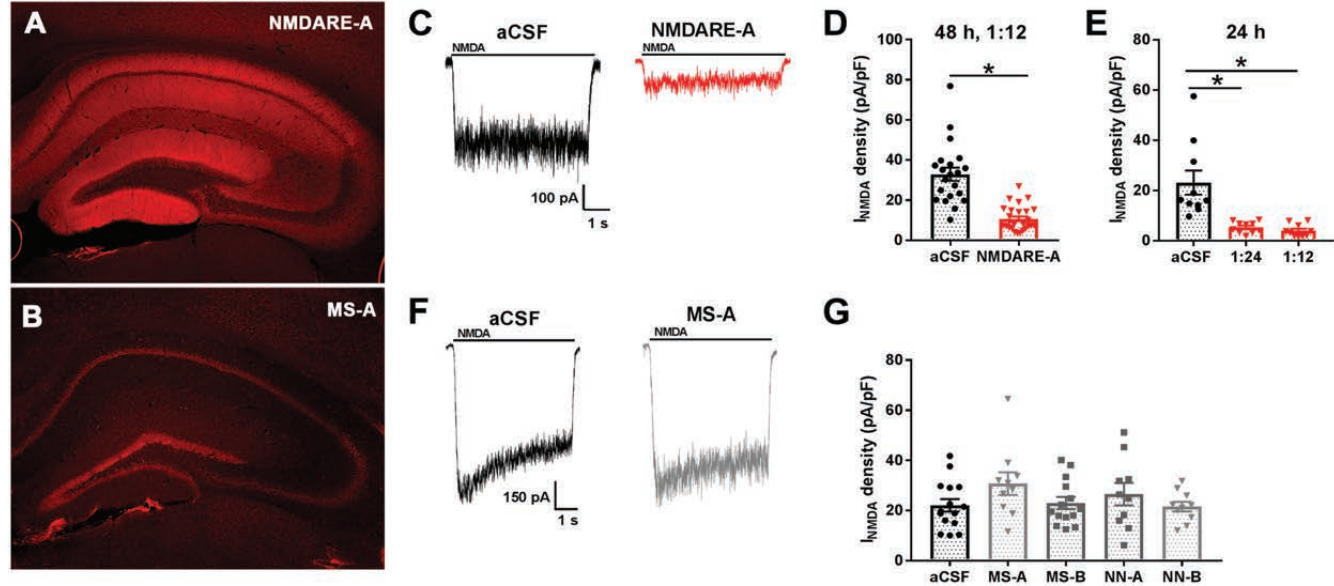 A
NMDARE-A
B
MS-A
C
aCSF
NMDA
NMDARE-A
NMDA
100 pA
1 s
D
48 h, 1:12
INMDA density (pA/pF)
100
80
60
40
20
0
*
aCSF NMDARE-A
E
24 h
INMDA density (pA/pF)
80
60
40
20
0
*
*
aCSF 1:24 1:12
F
aCSF
NMDA
MS-A
NMDA
150 pA
1 s
G
INMDA density (pA/pF)
80
60
40
20
0
aCSF MS-A MS-B NN-A NN-B